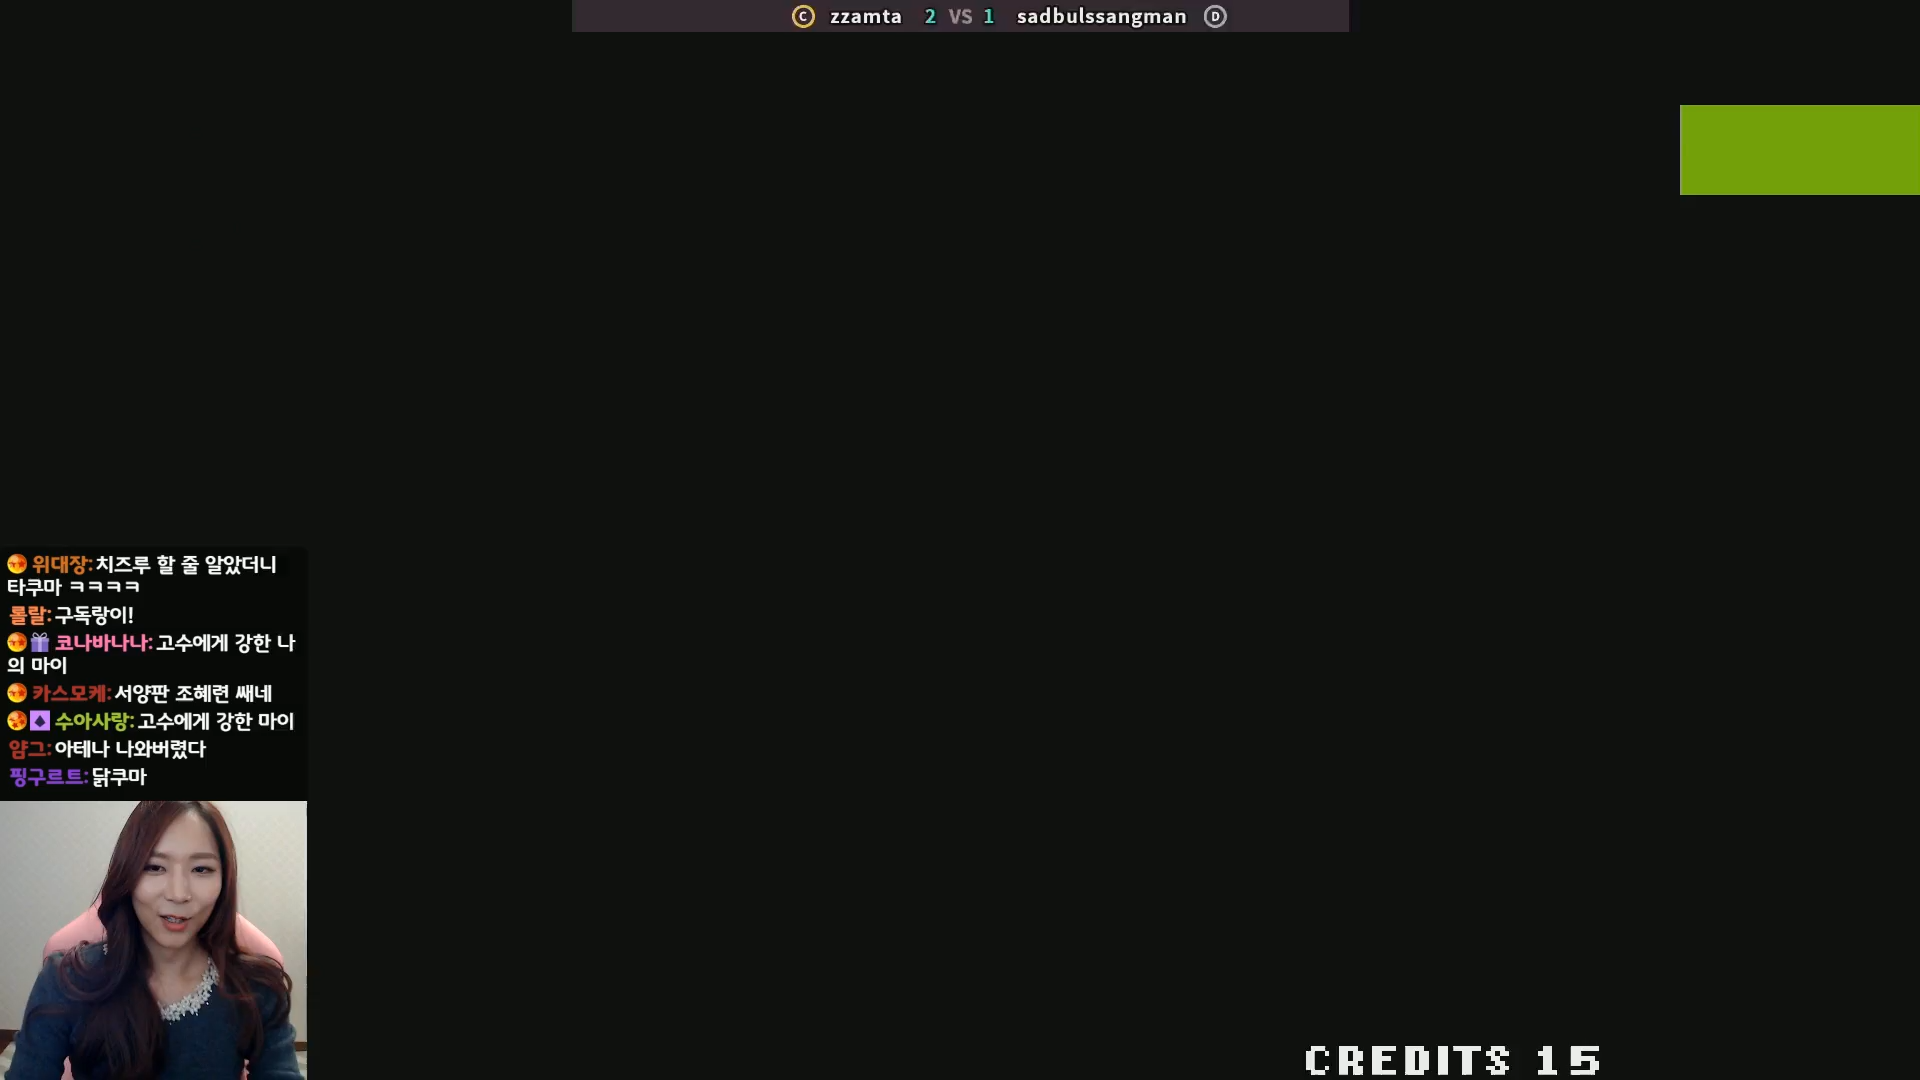 C zzamta 2 VS 1 sadbulssangman D
위대장: 치즈루 할 줄 알았더니
타쿠마 ㅋㅋㅋㅋ
롤랄: 구독랑이!
코나바나나: 고수에게 강한 나
의 마이
카스모케: 서양판 조혜련 쌔네
수아사랑: 고수에게 강한 마이
얌그: 아테나 나와버렸다
핑구르트: 닭쿠마
CREDITS 15